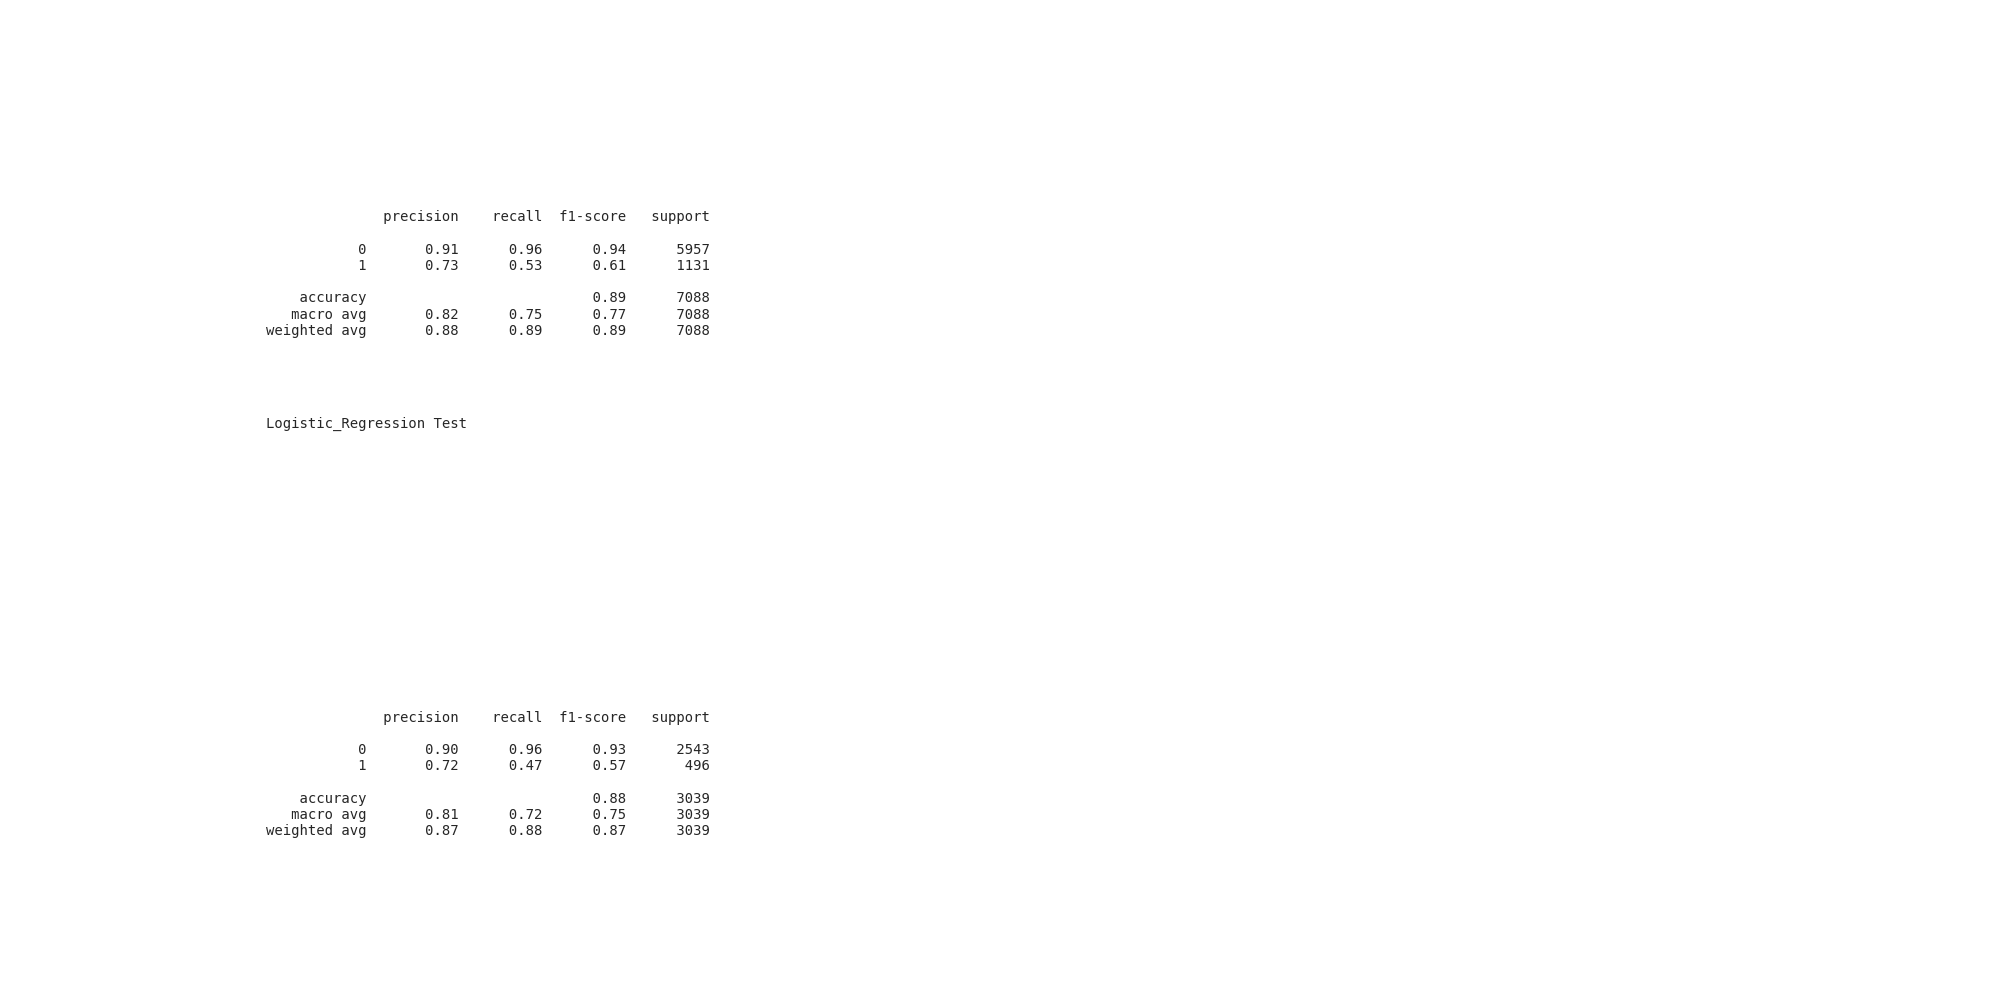 precision    recall  f1-score   support

           0       0.91      0.96      0.94      5957
           1       0.73      0.53      0.61      1131

    accuracy                           0.89      7088
   macro avg       0.82      0.75      0.77      7088
weighted avg       0.88      0.89      0.89      7088

Logistic_Regression Test

              precision    recall  f1-score   support

           0       0.90      0.96      0.93      2543
           1       0.72      0.47      0.57       496

    accuracy                           0.88      3039
   macro avg       0.81      0.72      0.75      3039
weighted avg       0.87      0.88      0.87      3039